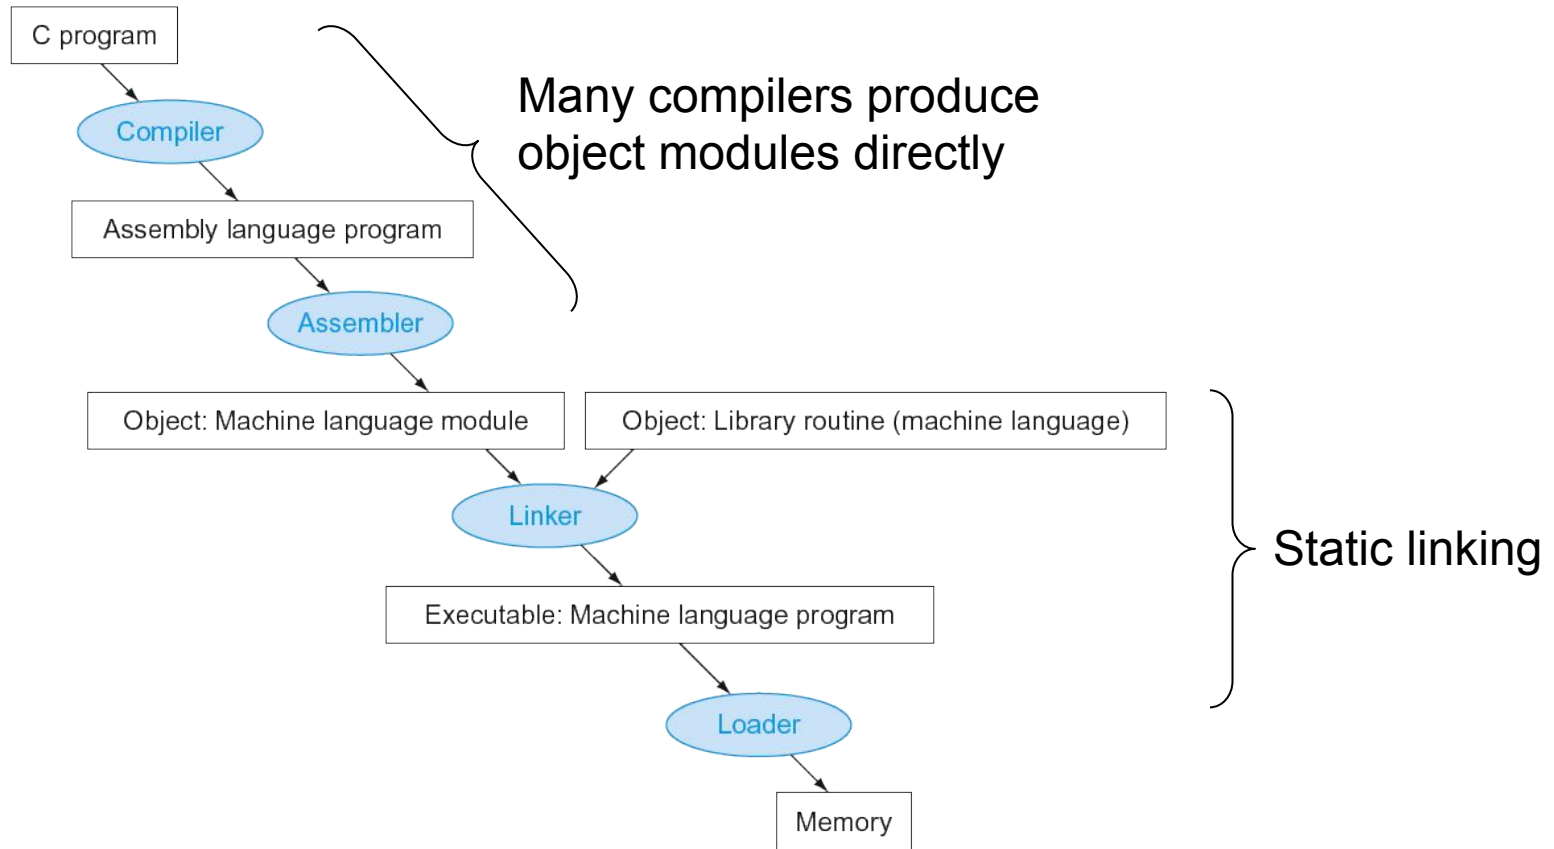 C program
Many compilers produce
object modules directly
Compiler
Assembly language program
Assembler
Object: Machine language module
Object: Library routine (machine language)
Linker
Static linking
Executable: Machine language program
Loader
Memory